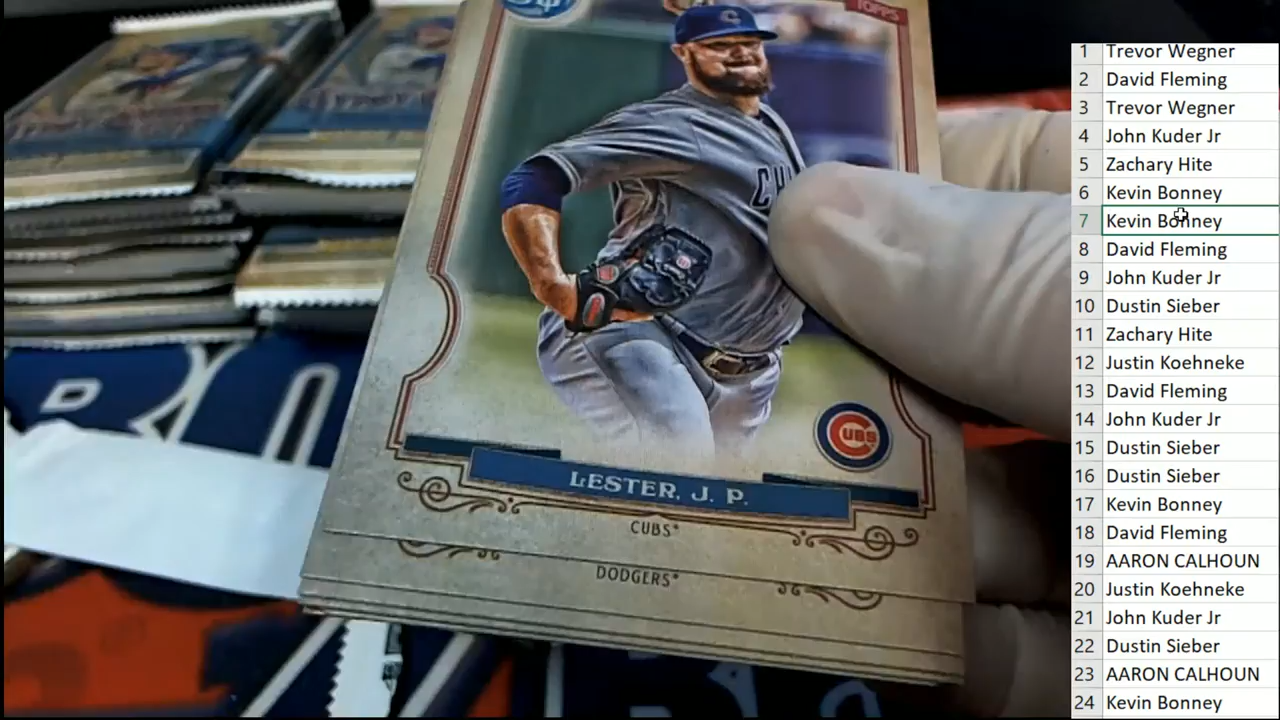 TOPPS
CHI
CUBS
LESTER, J. P.
CUBS*
DODGERS*
1 Trevor Wegner
2 David Fleming
3 Trevor Wegner
4 John Kuder Jr
5 Zachary Hite
6 Kevin Bonney
7 Kevin Bonney
8 David Fleming
9 John Kuder Jr
10 Dustin Sieber
11 Zachary Hite
12 Justin Koehneke
13 David Fleming
14 John Kuder Jr
15 Dustin Sieber
16 Dustin Sieber
17 Kevin Bonney
18 David Fleming
19 AARON CALHOUN
20 Justin Koehneke
21 John Kuder Jr
22 Dustin Sieber
23 AARON CALHOUN
24 Kevin Bonney